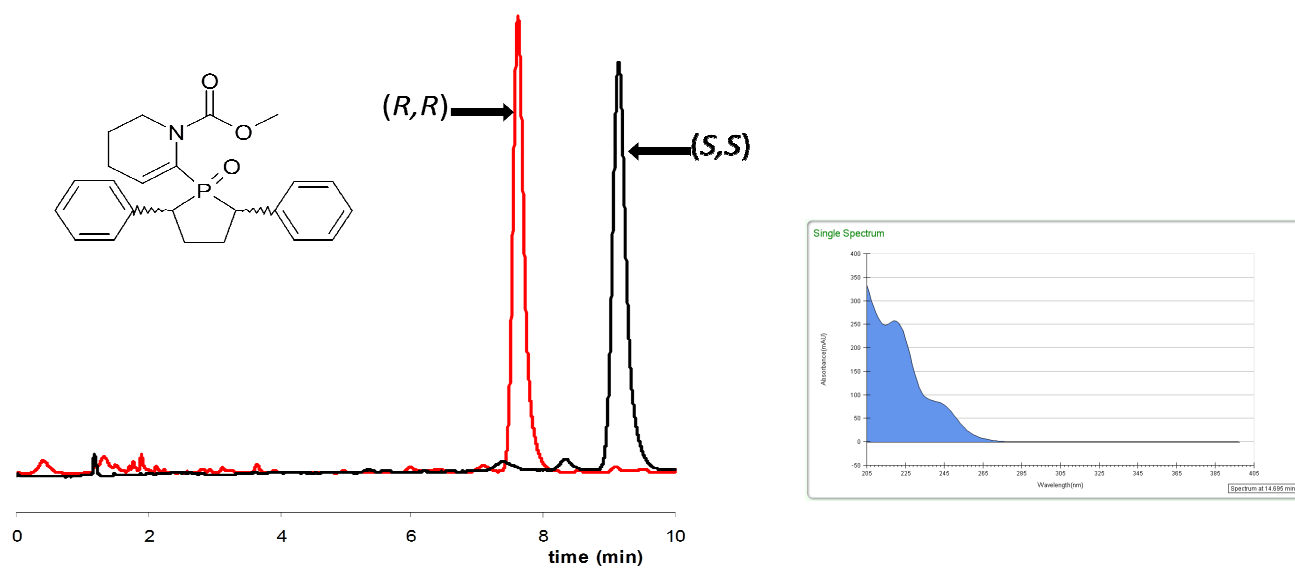 O
N
O
O
P
(R,R)
(S,S)
0
2
4
6
8
10
time (min)
Single Spectrum
400
350
300
250
200
150
100
50
0
-50
Absorbance(mAU)
205
225
245
265
285
305
325
345
365
385
405
Wavelength(nm)
Spectrum at 14.695 min